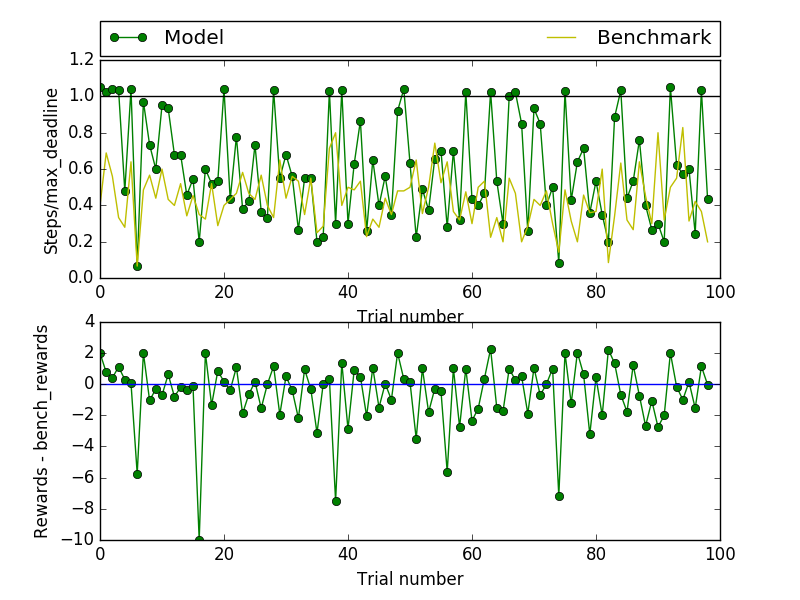 Model Benchmark
1.2
1.0
0.8
0.6
0.4
0.2
0.0
Steps/max_deadline
0 20 40 60 80 100
Trial number
4
2
0
−2
−4
−6
−8
−10
Rewards - bench_rewards
0 20 40 60 80 100
Trial number